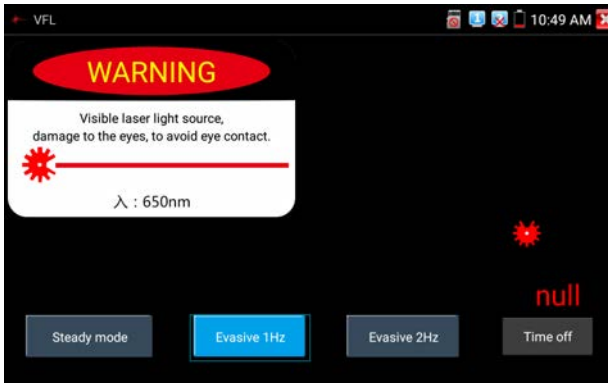 VFL
10:49 AM
WARNING
Visible laser light source,
damage to the eyes, to avoid eye contact.
入：650nm
null
Steady mode
Evasive 1Hz
Evasive 2Hz
Time off